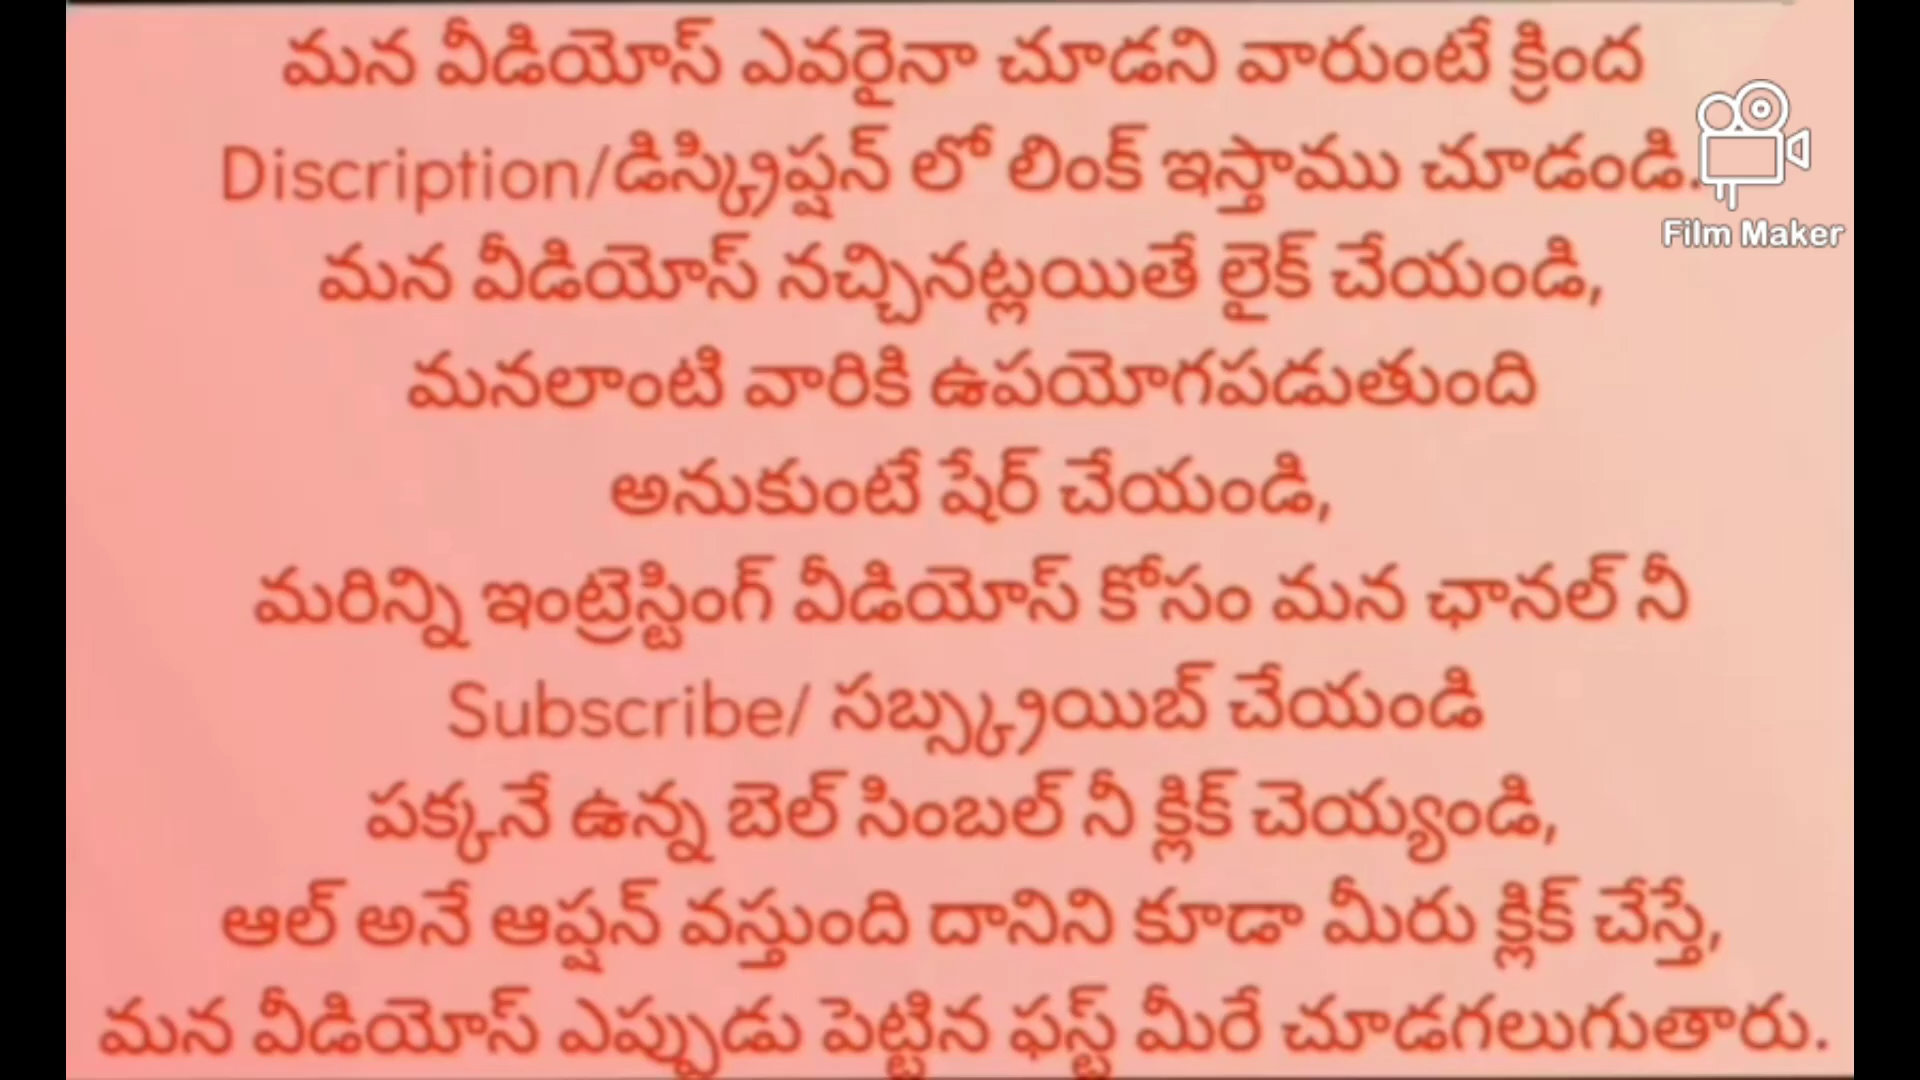 మన వీడియోస్ ఎవరైనా చూడని వారుంటే క్రింద
Discription/డిస్క్రిప్షన్ లో లింక్ ఇస్తాము చూడండి.
Film Maker
మన వీడియోస్ నచ్చినట్లయితే లైక్ చేయండి,
మనలాంటి వారికి ఉపయోగపడుతుంది
అనుకుంటే షేర్ చేయండి,
మరిన్ని ఇంట్రెస్టింగ్ వీడియోస్ కోసం మన ఛానల్ నీ
Subscribe/ సబ్స్క్రయిబ్ చేయండి
పక్కనే ఉన్న బెల్ సింబల్ నీ క్లిక్ చెయ్యండి,
ఆల్ అనే ఆప్షన్ వస్తుంది దానిని కూడా మీరు క్లిక్ చేస్తే,
మన వీడియోస్ ఎప్పుడు పెట్టిన ఫస్ట్ మీరే చూడగలుగుతారు.